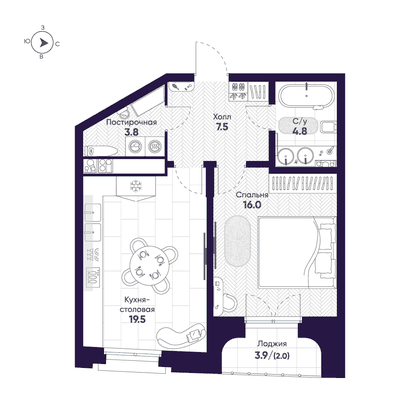 З
Ю С
В
Постирочная
3.8
Холл
7.5
С/у
4.8
Спальня
16.0
Кухня-
столовая
19.5
Лоджия
3.9/(2.0)